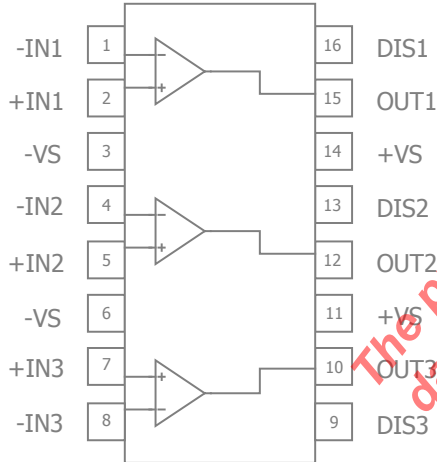 -IN1 1 16 DIS1
+IN1 2 15 OUT1
-VS 3 14 +VS
-IN2 4 13 DIS2
+IN2 5 12 OUT2
-VS 6 11 +VS
+IN3 7 10 OUT3
-IN3 8 9 DIS3
- +
- +
+ -
The p
d